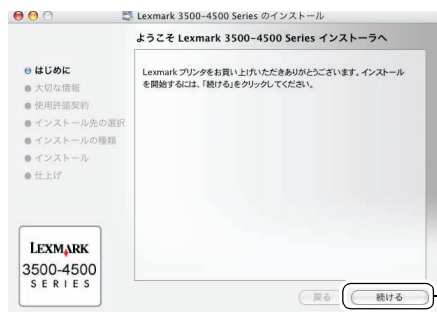 Lexmark 3500-4500 Series のインストール
ようこそ Lexmark 3500-4500 Series インストーラへ
はじめに
大切な情報
使用許諾契約
インストール先の選択
インストールの種類
インストール
仕上げ
Lexmark プリンタをお買い上げいただきありがとうございます。インストール
を開始するには、「続ける」をクリックしてください。
LEXMARK
3500-4500
SERIES
戻る
続ける